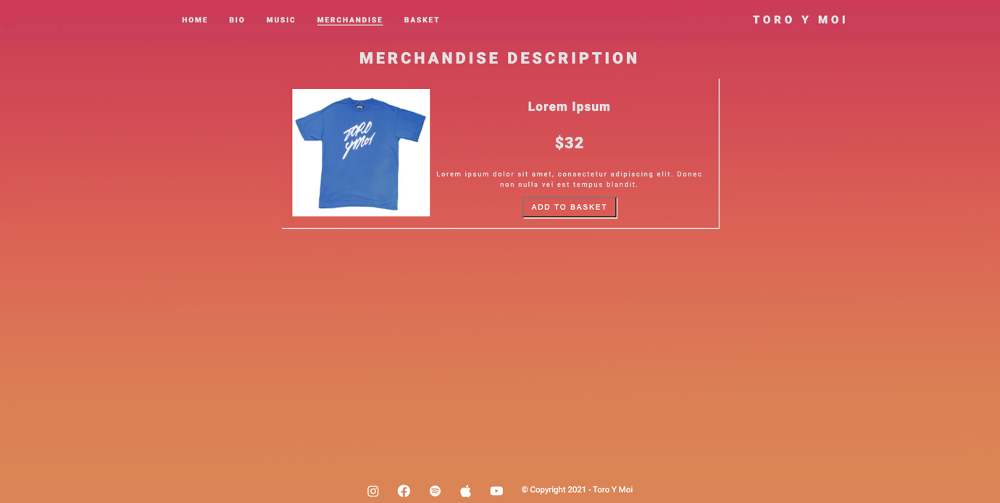 HOME BIO MUSIC MERCHANDISE BASKET TORO Y MOI
MERCHANDISE DESCRIPTION
TORO
Y MOI
Lorem Ipsum
$32
Lorem ipsum dolor sit amet, consectetur adipiscing elit. Donec
non nulla vel est tempus blandit.
ADD TO BASKET
© Copyright 2021 - Toro Y Moi